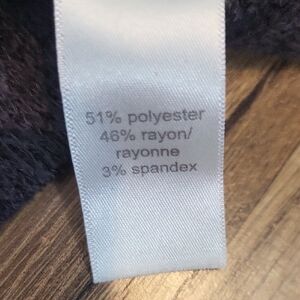 51% polyester
46% rayon/
rayonne
3% spandex